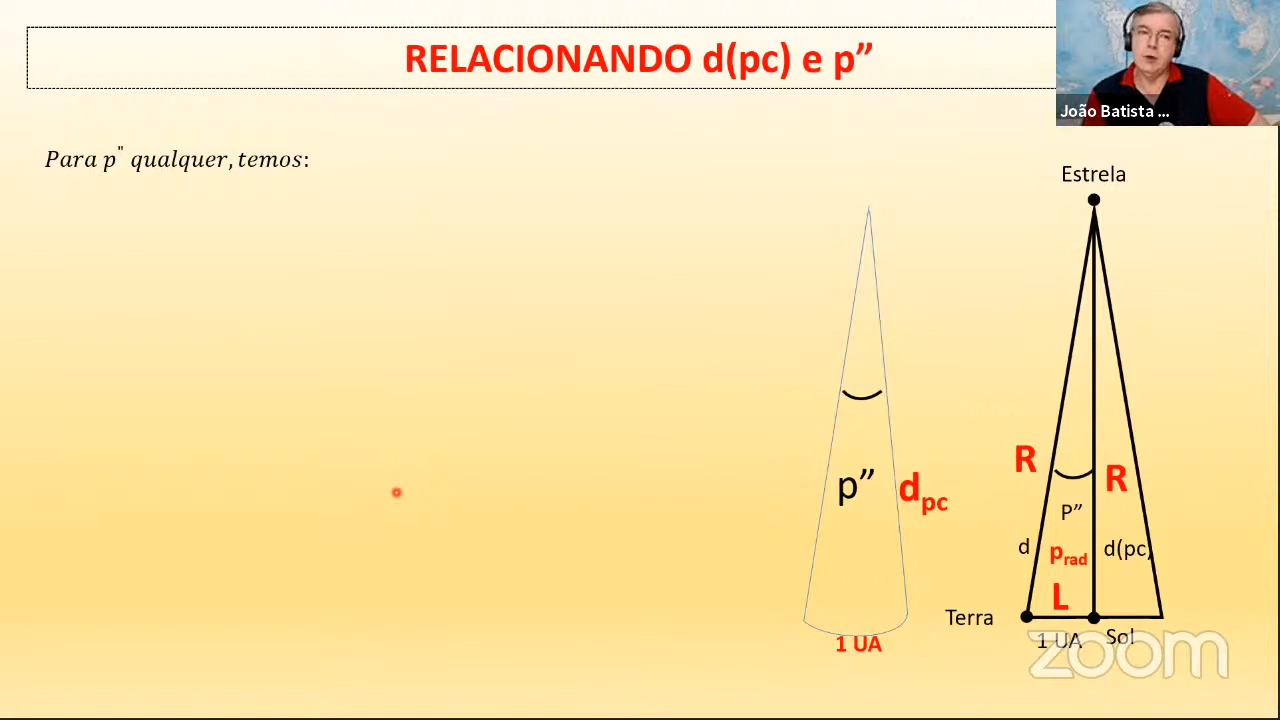 RELACIONANDO d(pc) e p”
João Batista ...
Para p" qualquer, temos:
Estrela
R
R
p”
dpc
P”
d
prad
d(pc)
L
Terra
1 UA
Sol
1 UA
zoom